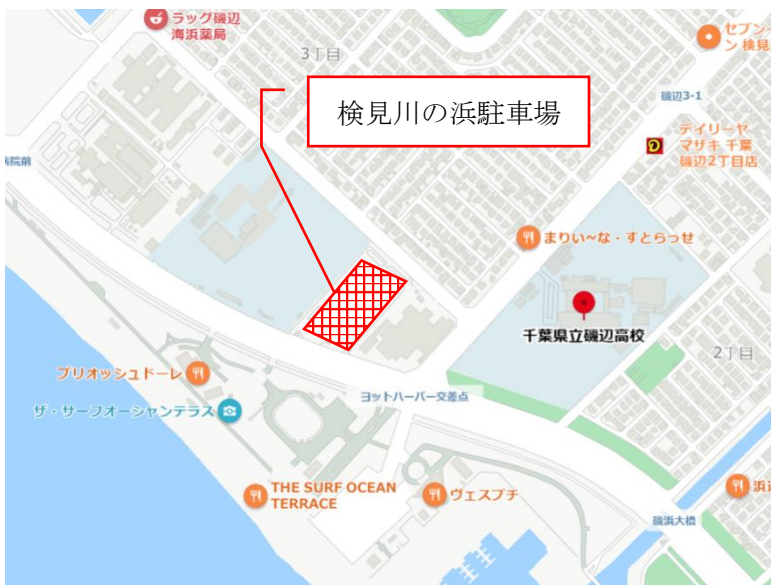 ラッグ磯辺
海浜薬局
3丁目
セブンイ
ン 検見
検見川の浜駐車場
磯辺3-1
デイリーヤ
マザキ 千葉
磯辺2丁目店
院前
まりい~な・すとらっせ
千葉県立磯辺高校
2丁目
ブリオッシュドーレ
ヨットハーバー交差点
ザ・サーフオーシャンテラス
THE SURF OCEAN
TERRACE
ヴェスプチ
浜辺
磯浜大橋